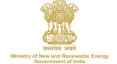 Ministry of New and Renewable Energy
Government of India